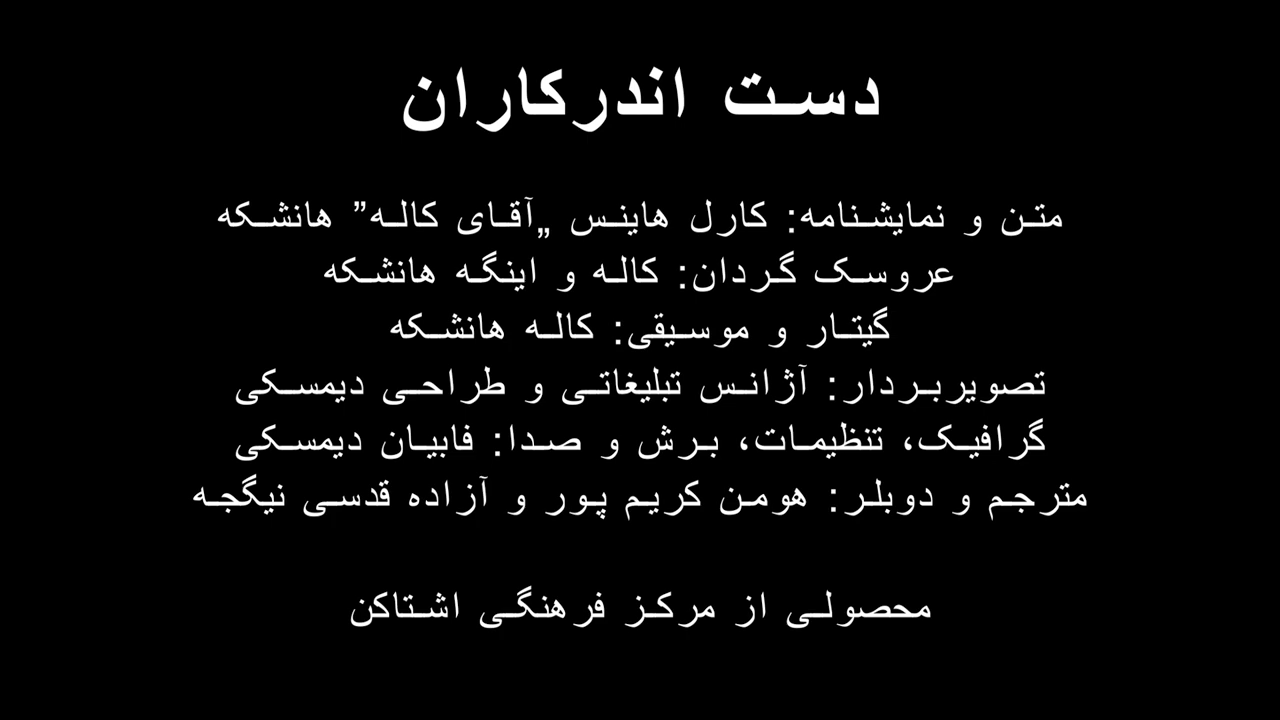 دست اندرکاران
متن و نمایشنامه: کارل هاینس „آقای کاله” هانشکه
عروسک گردان: کاله و اینگه هانشکه
گیتار و موسیقی: کاله هانشکه
تصویربردار: آژانس تبلیغاتی و طراحی دیمسکی
گرافیک، تنظیمات، برش و صدا: فابیان دیمسکی
مترجم و دوبلر: هومن کریم پور و آزاده قدسی نیگجه
محصولی از مرکز فرهنگی اشتاکن